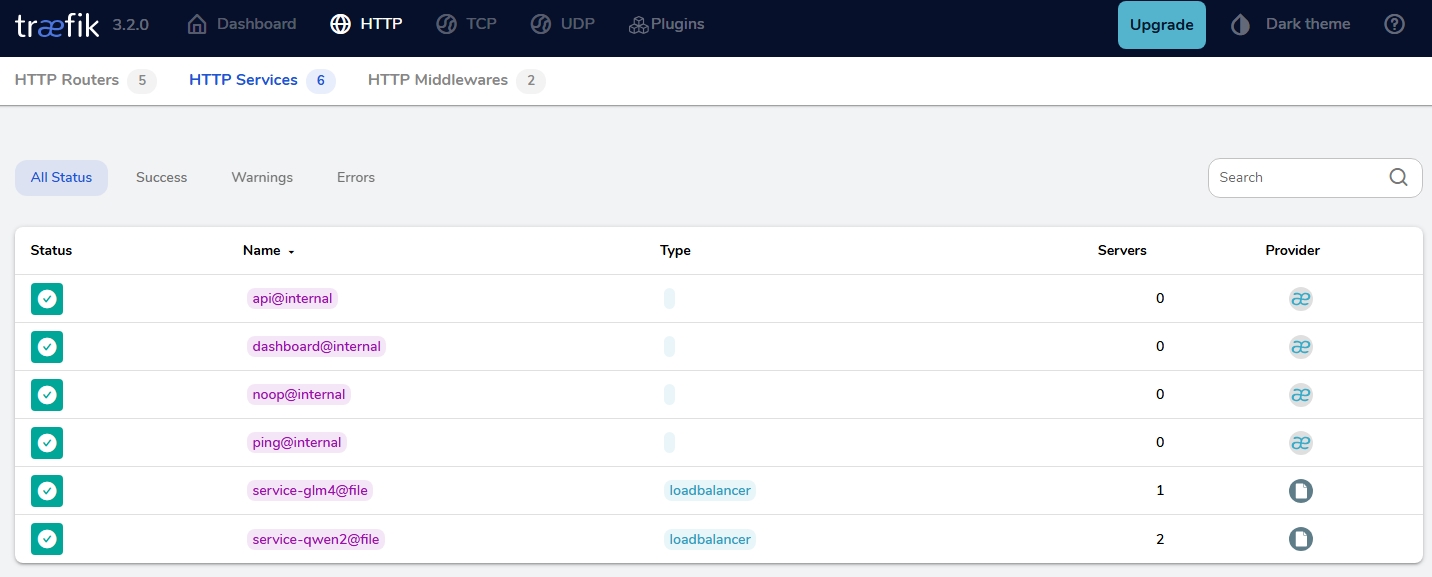 træfik 3.2.0 Dashboard HTTP TCP UDP Plugins Upgrade Dark theme
HTTP Routers 5 HTTP Services 6 HTTP Middlewares 2
All Status Success Warnings Errors Search
Status Name Type Servers Provider
api@internal 0 æ
dashboard@internal 0 æ
noop@internal 0 æ
ping@internal 0 æ
service-glm4@file loadbalancer 1
service-qwen2@file loadbalancer 2